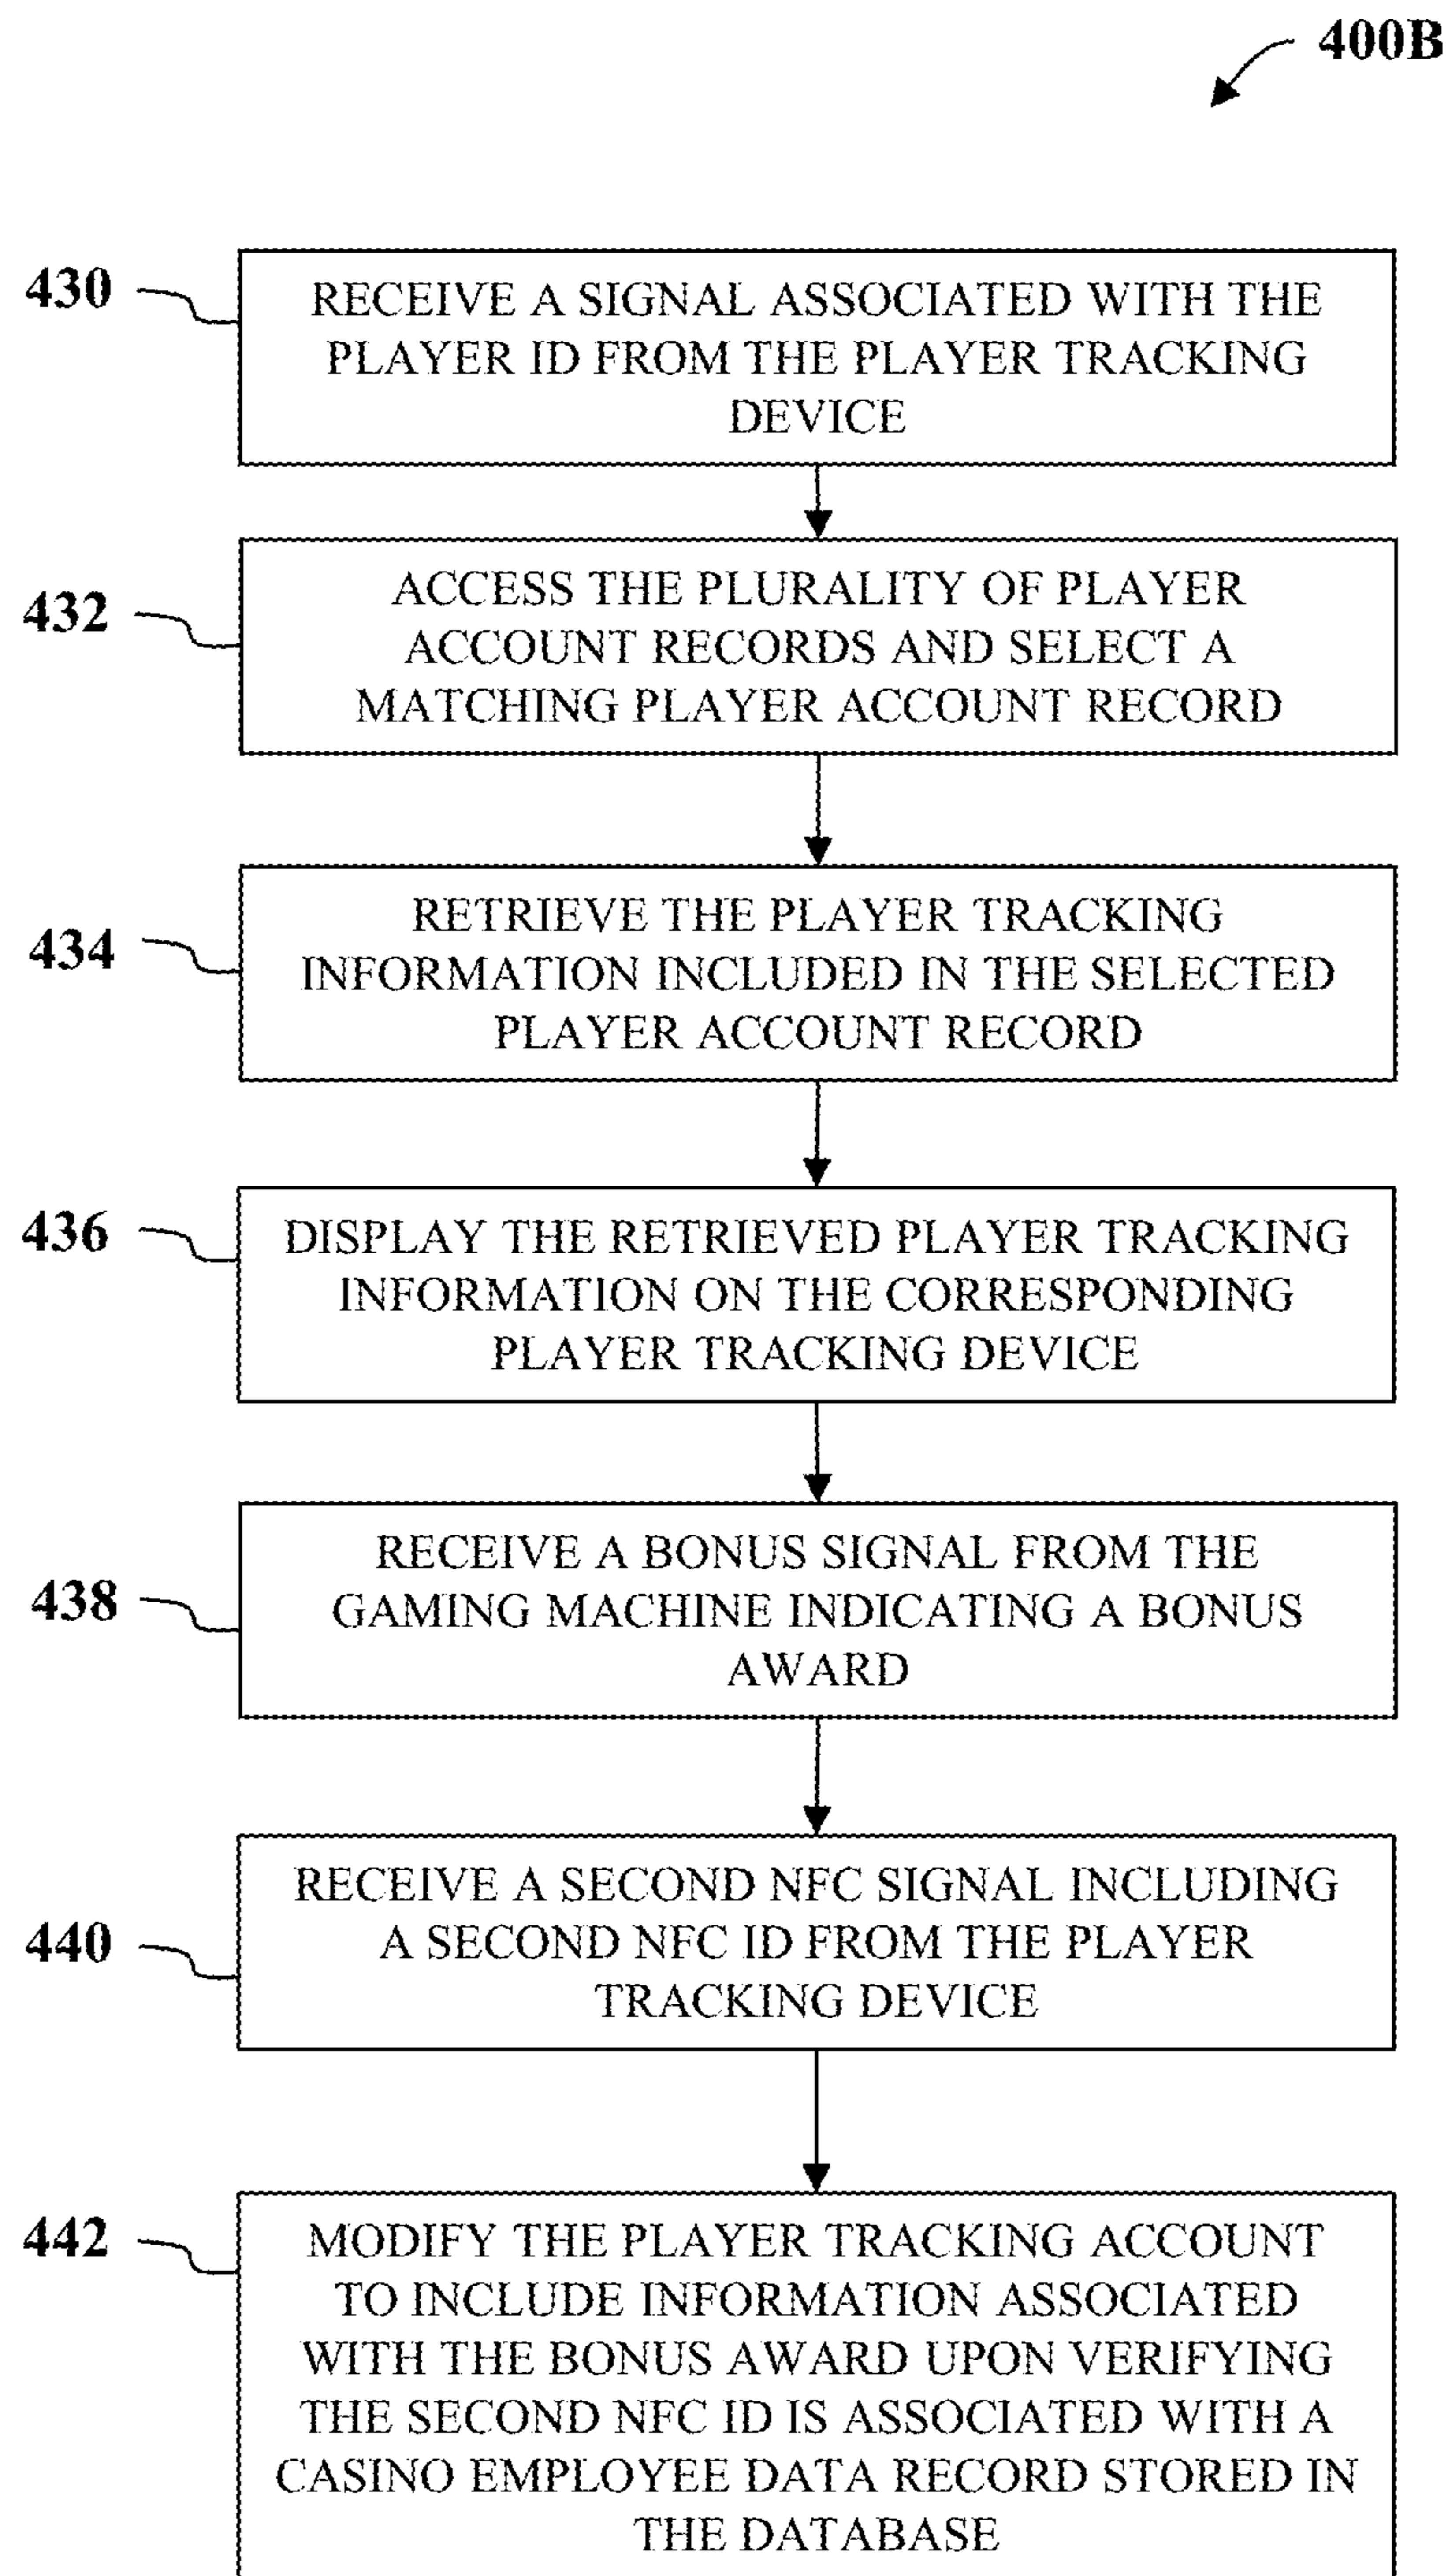 400B
430
RECEIVE A SIGNAL ASSOCIATED WITH THE
PLAYER ID FROM THE PLAYER TRACKING
DEVICE
432
ACCESS THE PLURALITY OF PLAYER
ACCOUNT RECORDS AND SELECT A
MATCHING PLAYER ACCOUNT RECORD
434
RETRIEVE THE PLAYER TRACKING
INFORMATION INCLUDED IN THE SELECTED
PLAYER ACCOUNT RECORD
436
DISPLAY THE RETRIEVED PLAYER TRACKING
INFORMATION ON THE CORRESPONDING
PLAYER TRACKING DEVICE
438
RECEIVE A BONUS SIGNAL FROM THE
GAMING MACHINE INDICATING A BONUS
AWARD
440
RECEIVE A SECOND NFC SIGNAL INCLUDING
A SECOND NFC ID FROM THE PLAYER
TRACKING DEVICE
442
MODIFY THE PLAYER TRACKING ACCOUNT
TO INCLUDE INFORMATION ASSOCIATED
WITH THE BONUS AWARD UPON VERIFYING
THE SECOND NFC ID IS ASSOCIATED WITH A
CASINO EMPLOYEE DATA RECORD STORED IN
THE DATABASE